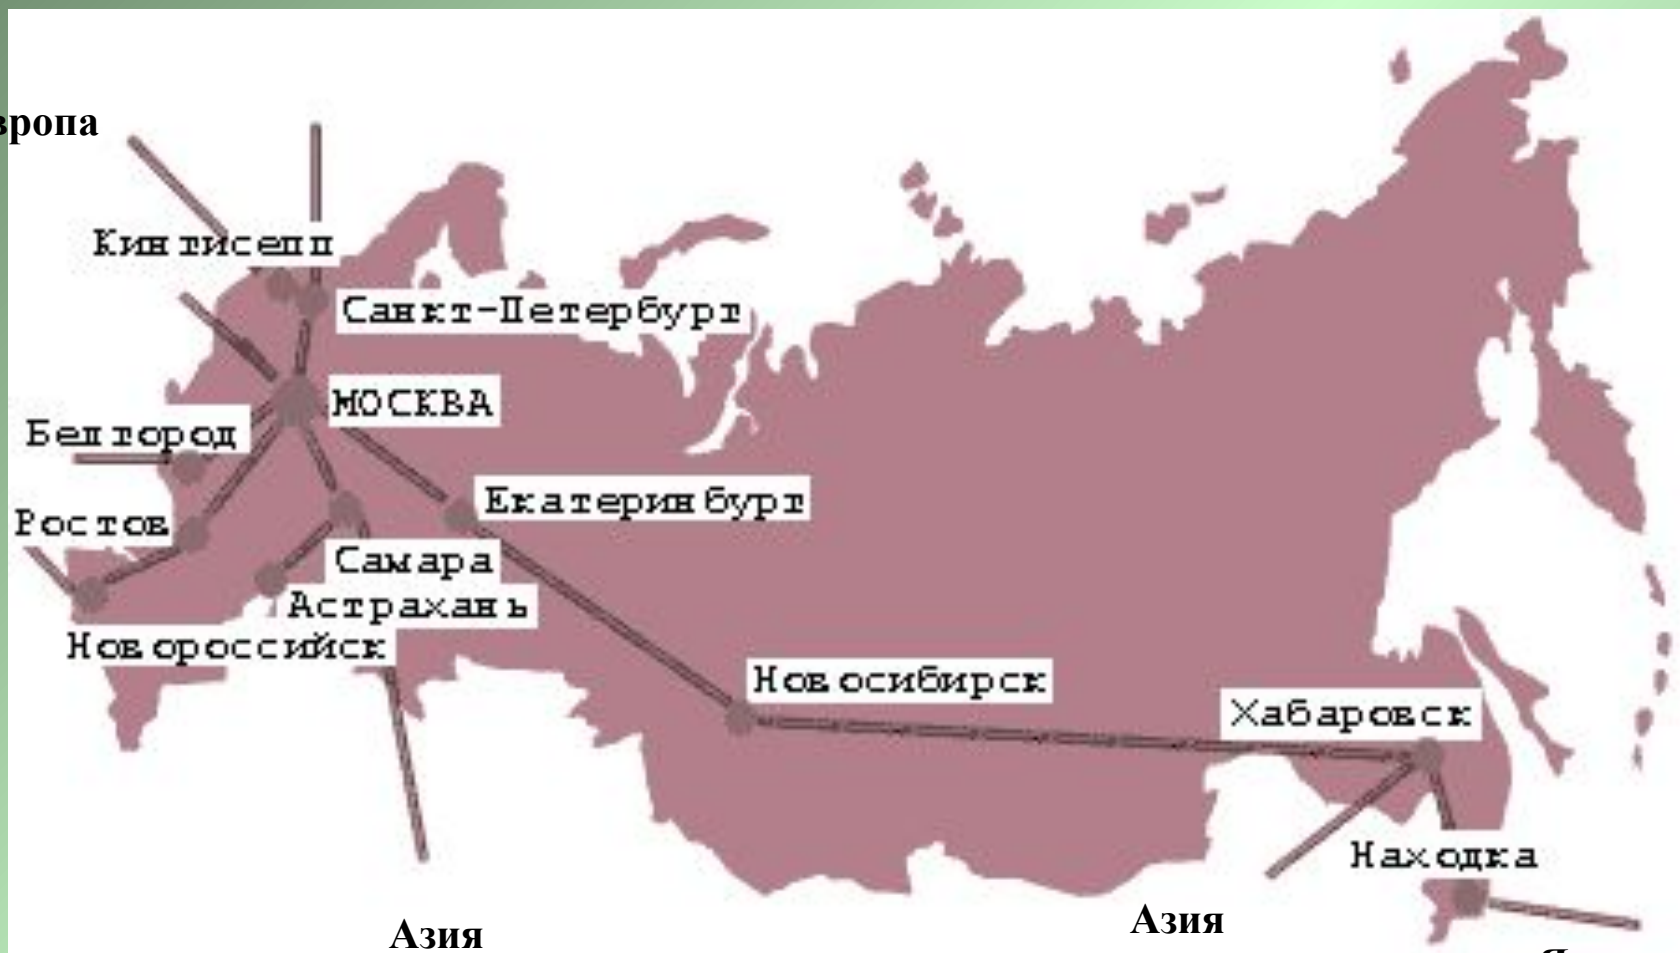 вропа
Кингисепп
Санкт-Петербург
МОСКВА
Белгород
Екатеринбург
Ростов
Самара
Астрахань
Новороссийск
Новосибирск
Хабаровск
Находка
Азия
Азия